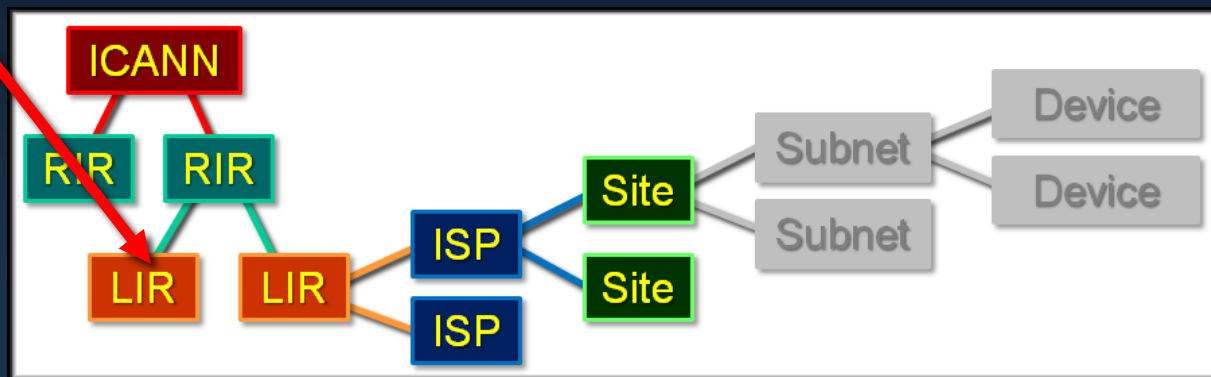 ICANN
RIR
RIR
LIR
LIR
ISP
ISP
Site
Site
Subnet
Subnet
Device
Device